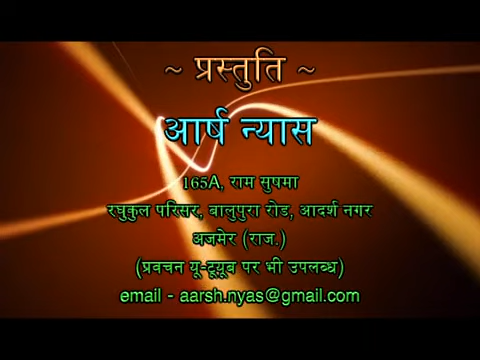 ~ प्रस्तुति ~
आर्ष न्यास
165A, राम सुषमा
रघुकुल परिसर, बालुपुरा रोड, आदर्श नगर
अजमेर (राज.)
(प्रवचन यू-ट्यूब पर भी उपलब्ध)
email - aarsh.nyas@gmail.com